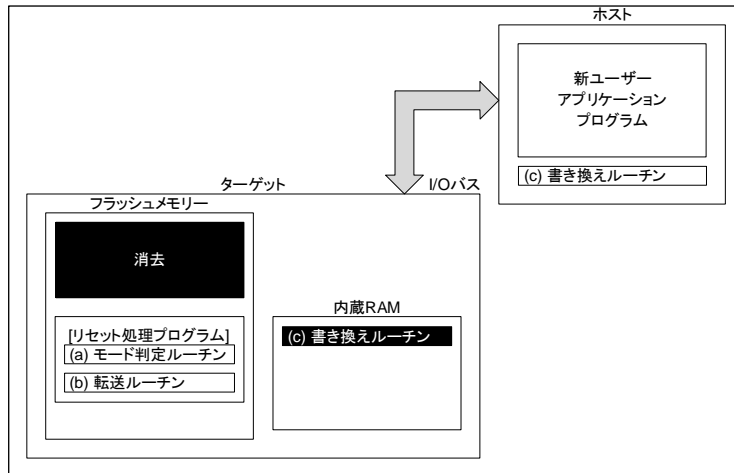 ホスト
新ユーザー
アプリケーション
プログラム
(c) 書き換えルーチン
ターゲット
I/Oバス
フラッシュメモリー
消去
内蔵RAM
[リセット処理プログラム]
(c) 書き換えルーチン
(a) モード判定ルーチン
(b) 転送ルーチン